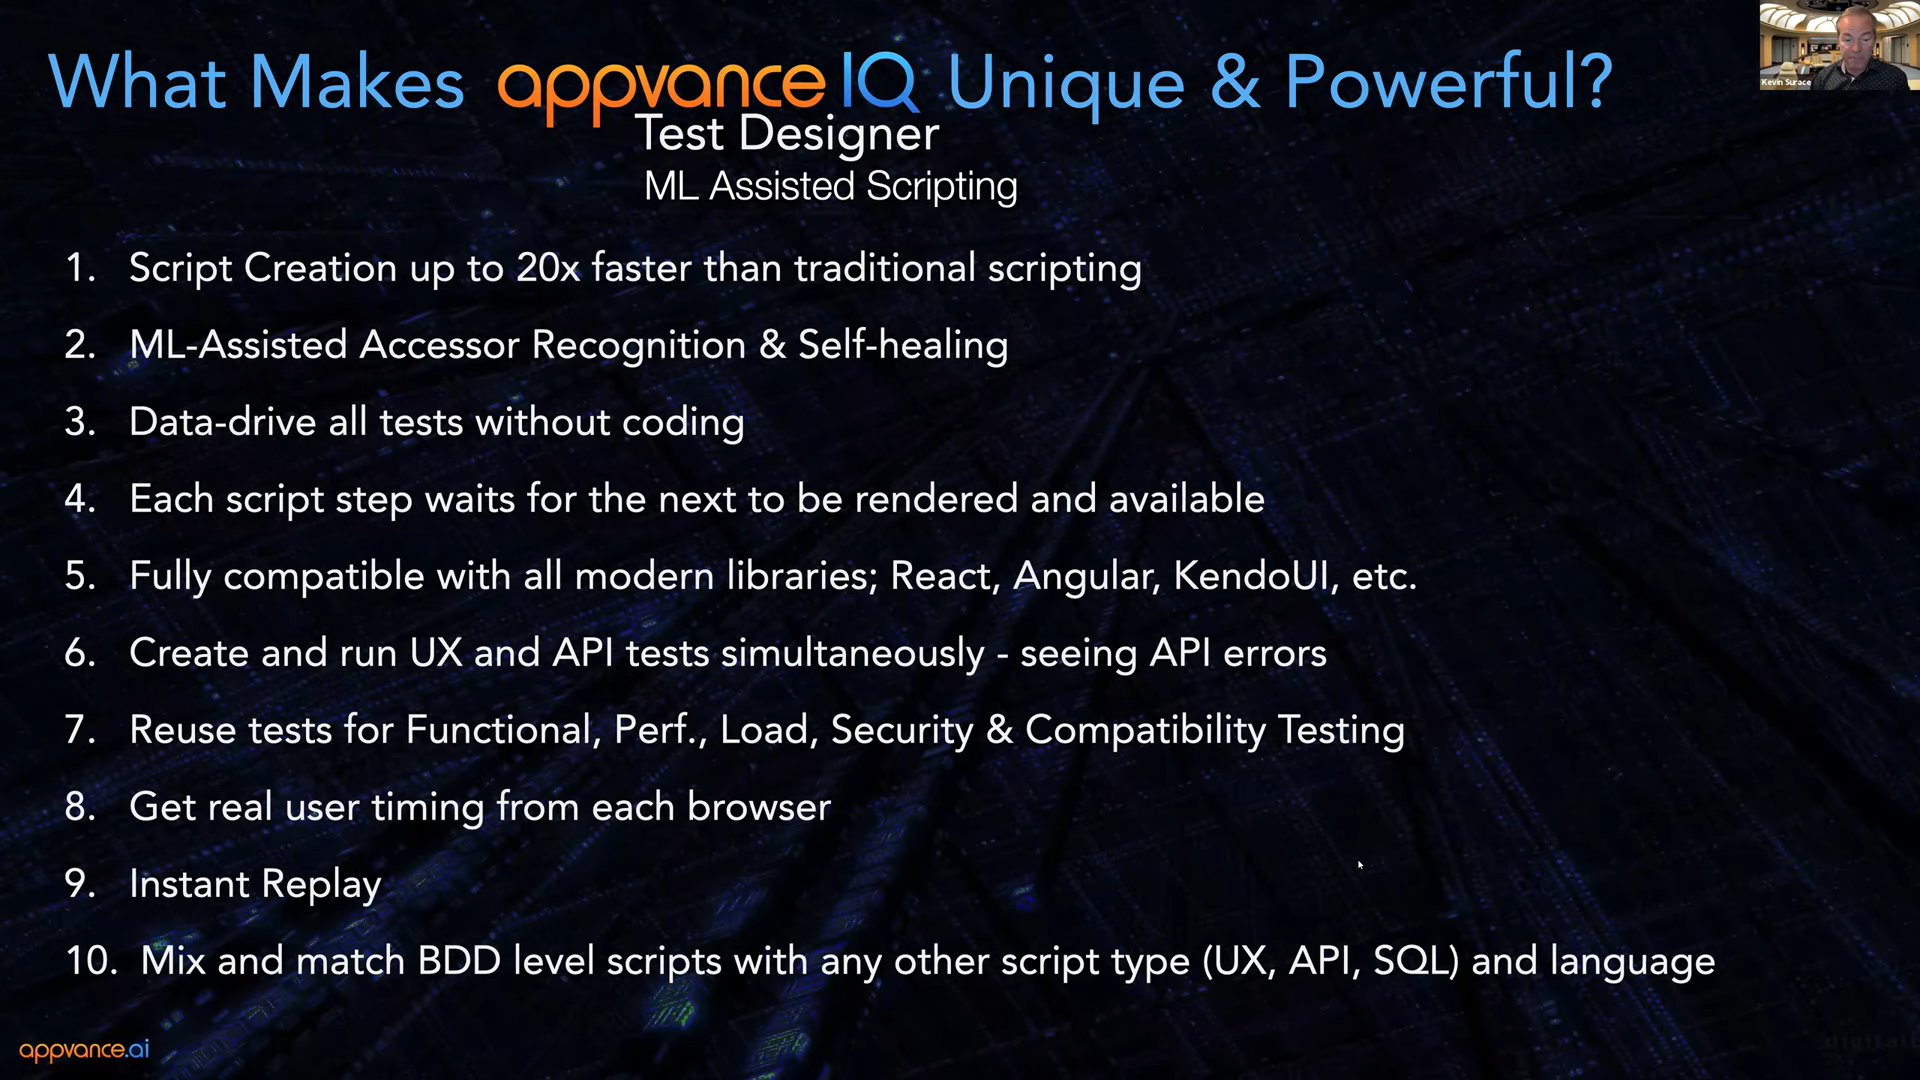 What Makes appvance IQ Unique & Powerful?
Kevin Surace
Test Designer
ML Assisted Scripting
1. Script Creation up to 20x faster than traditional scripting
2. ML-Assisted Accessor Recognition & Self-healing
3. Data-drive all tests without coding
4. Each script step waits for the next to be rendered and available
5. Fully compatible with all modern libraries; React, Angular, KendoUI, etc.
6. Create and run UX and API tests simultaneously - seeing API errors
7. Reuse tests for Functional, Perf., Load, Security & Compatibility Testing
8. Get real user timing from each browser
9. Instant Replay
10. Mix and match BDD level scripts with any other script type (UX, API, SQL) and language
appvance.ai